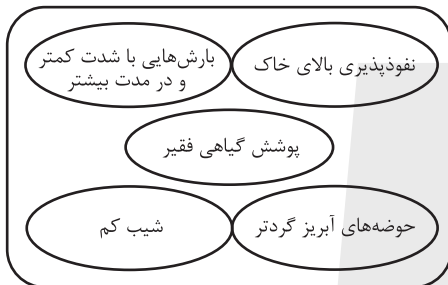 نفوذپذیری بالای خاک
بارش‌هایی با شدت کمتر
و در مدت بیشتر
پوشش گیاهی فقیر
حوضه‌های آبریز گردتر
شیب کم